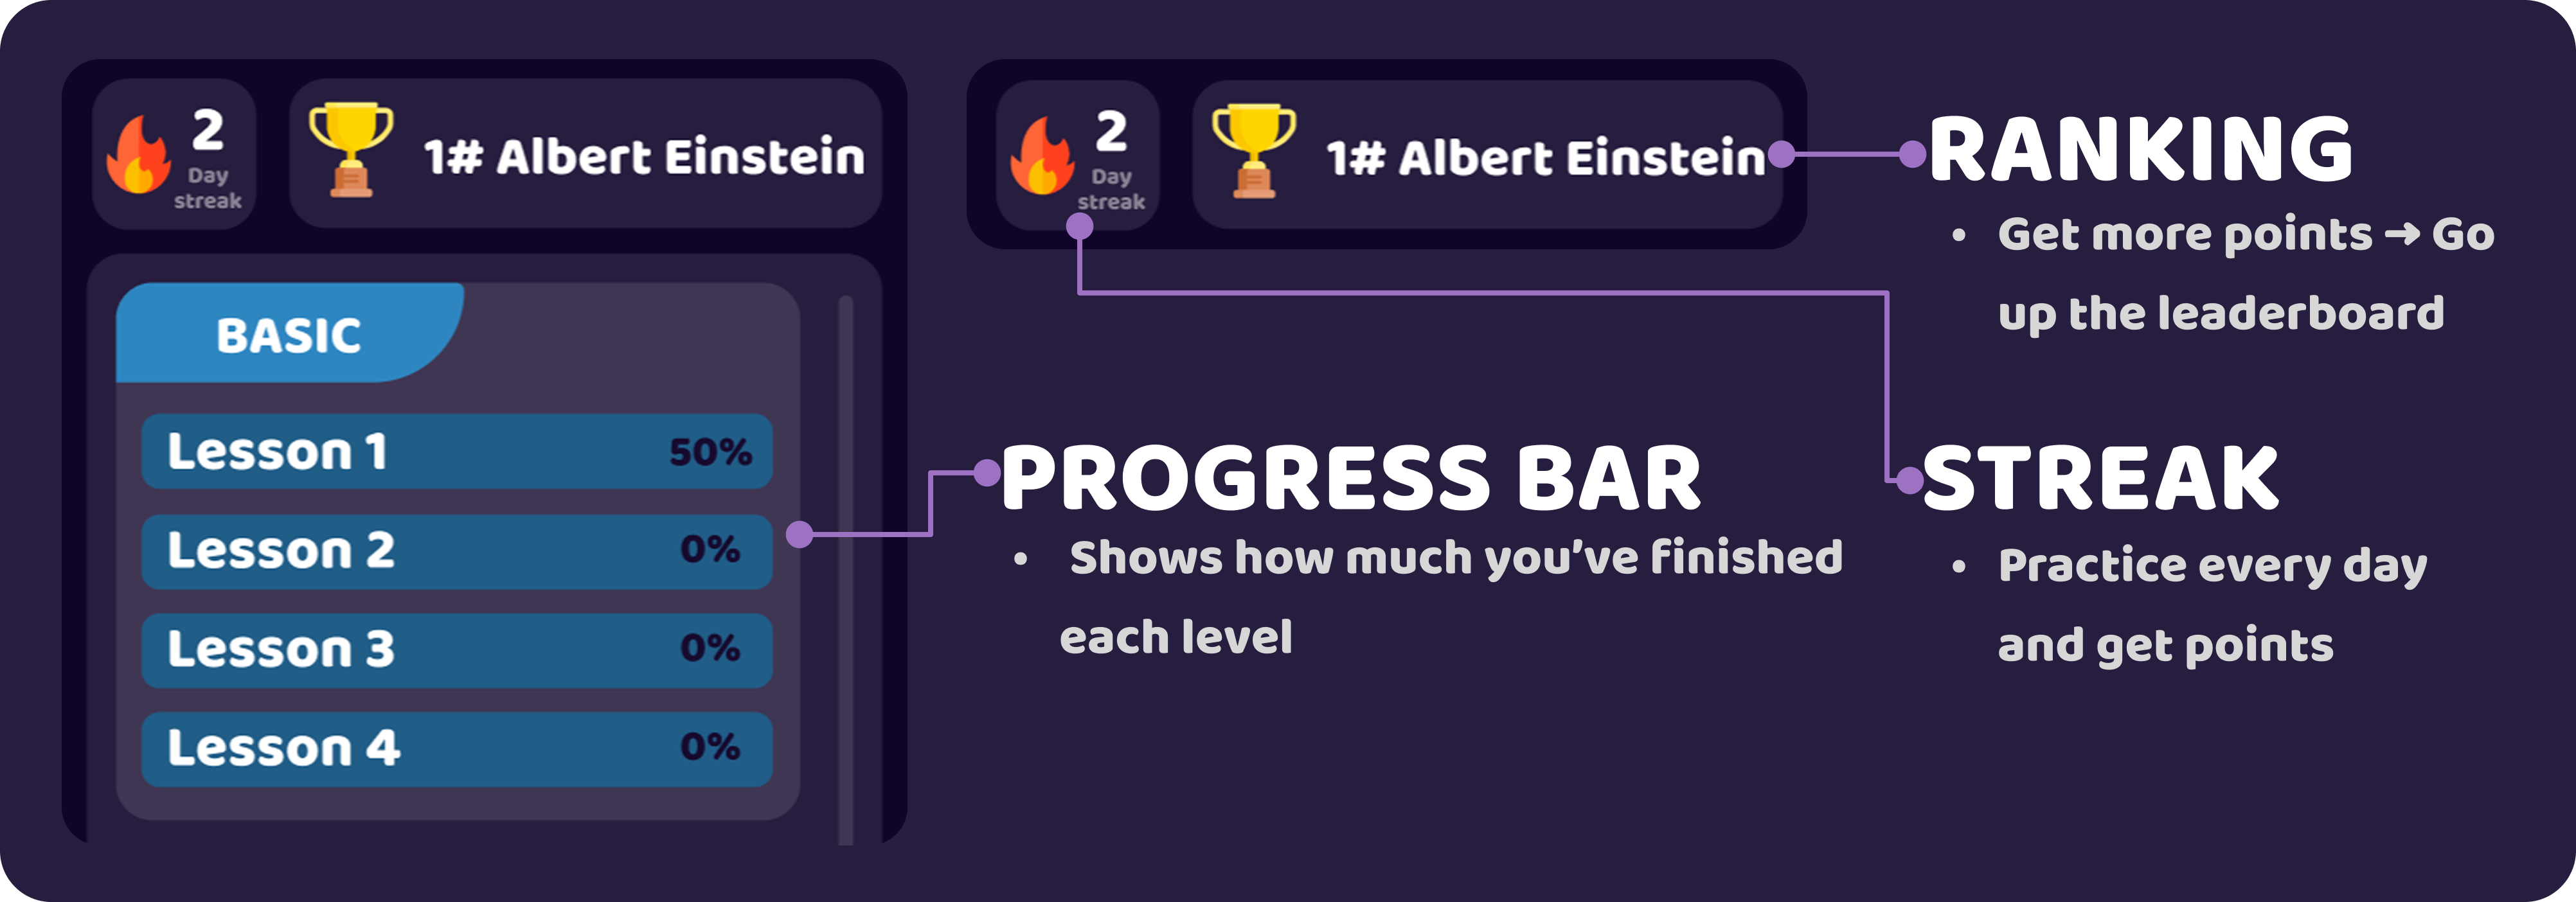 2
Day
streak
1# Albert Einstein
BASIC
Lesson 1 50%
Lesson 2 0%
Lesson 3 0%
Lesson 4 0%
2
Day
streak
1# Albert Einstein
RANKING
• Get more points → Go
up the leaderboard
PROGRESS BAR
• Shows how much you’ve finished
each level
STREAK
• Practice every day
and get points